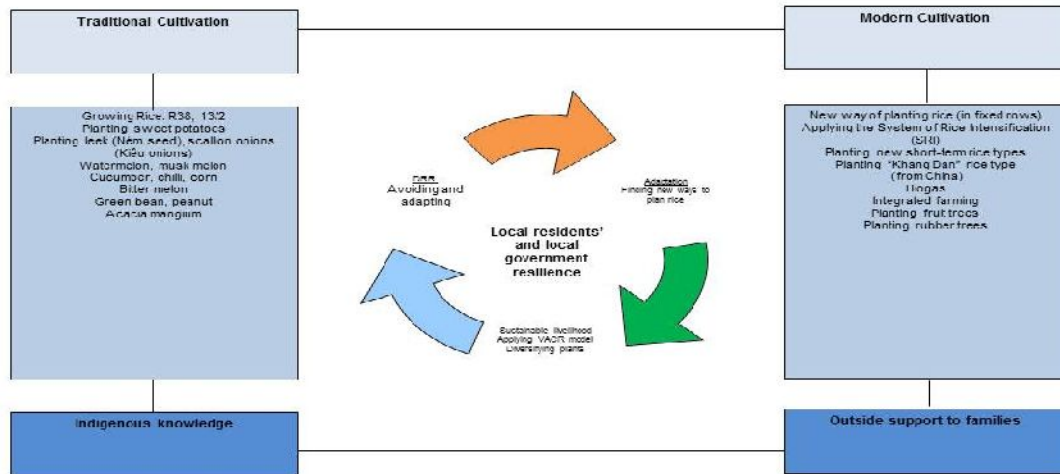 Traditional Cultivation
Growing Rice: R38, 13/2
Planting sweet potatoes
Planting leek (Ném seed), scallion onions
(Kiệu onions)
Watermelon, musk melon
Cucumber, chili, corn
Bitter melon
Green bean, peanut
Acacia mangium
Indigenous knowledge
DRR
Avoiding and
adapting
Adaptation
Finding new ways to
plan rice
Local residents'
and local
government
resilience
Sustainable livelihood
Applying VACR model
Diversifying plants
Modern Cultivation
New way of planting rice (in fixed rows)
Applying the System of Rice Intensification
(SRI)
Planting new short-term rice types
Planting "Khang Dan" rice type
(from China)
Biogas
Integrated farming
Planting fruit trees
Planting rubber trees
Outside support to families